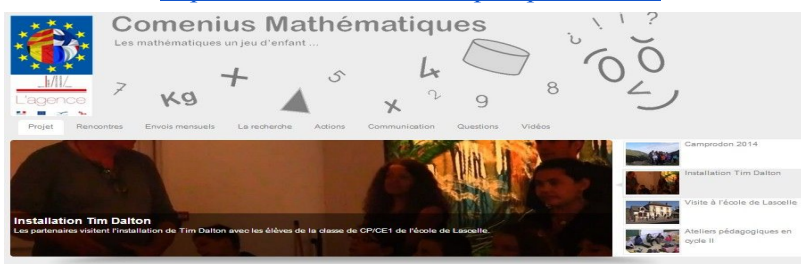 Comenius Mathématiques
Les mathématiques un jeu d'enfant ...
¿ ! ! ?
7 Kg + 5 4 x 2 9 8
L'agence
Projet Rencontres Envois mensuels La recherche Actions Communication Questions Vidéos
Installation Tim Dalton
Les partenaires visitent l'installation de Tim Dalton avec les élèves de la classe de CP/CE1 de l'école de Lascelle.
Camprodon 2014
Installation Tim Dalton
Visite à l'école de Lascelle
Ateliers pédagogiques en
cycle II